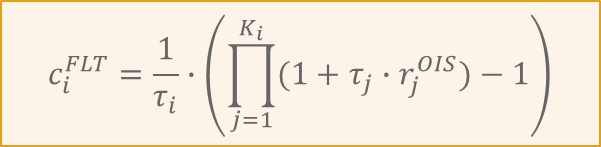 c_i^{FLT} = \frac{1}{\tau_i} \cdot \left( \prod_{j=1}^{K_i} (1 + \tau_j \cdot r_j^{OIS}) - 1 \right)